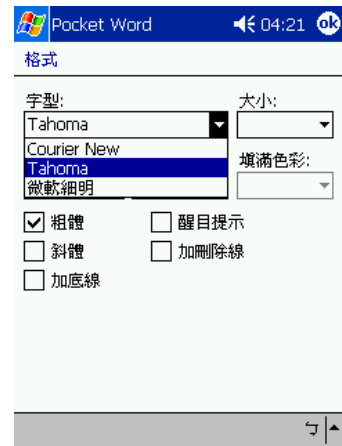 Pocket Word 04:21 ok
格式
字型: 大小:
Tahoma
Courier New
Tahoma 填滿色彩:
微軟細明
粗體 醒目提示
斜體 加刪除線
加底線
ㄅ